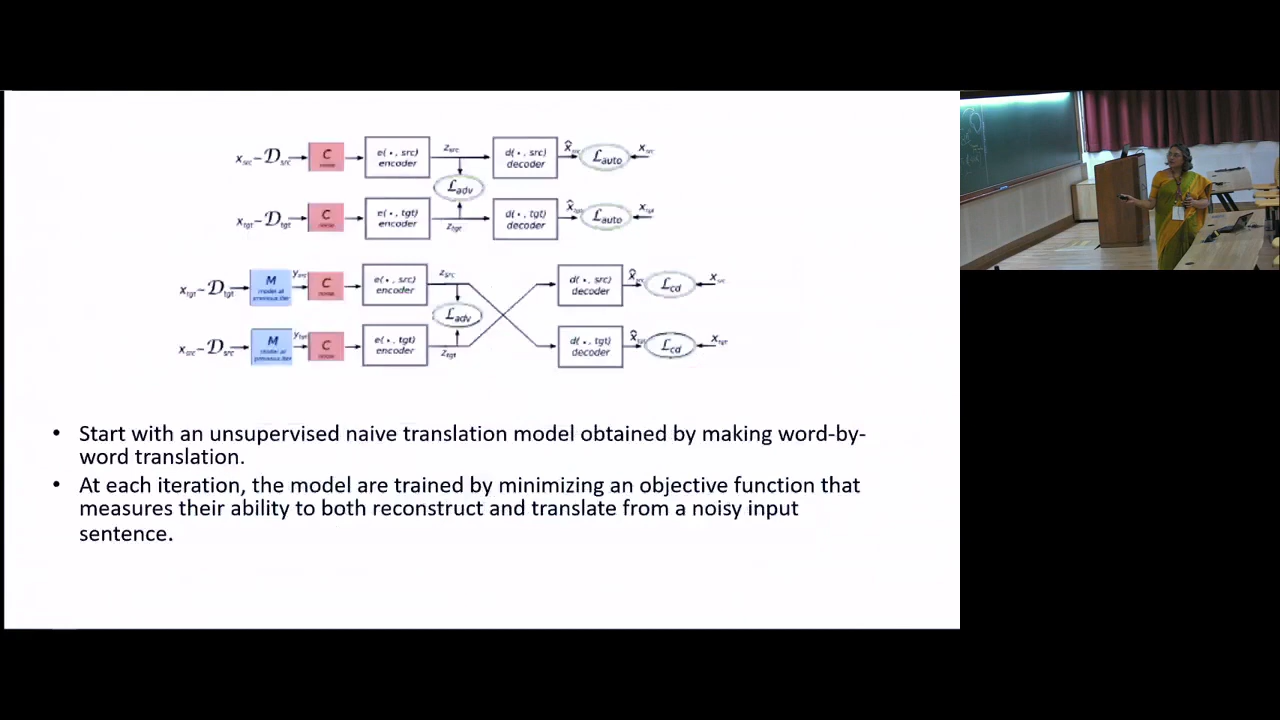 x_src ~ D_src C noise e(•, src) encoder z_src d(•, src) decoder x̂_src L_auto x_src
L_adv
x_tgt ~ D_tgt C noise e(•, tgt) encoder z_tgt d(•, tgt) decoder x̂_tgt L_auto x_tgt
x_tgt ~ D_tgt M model at previous iter y_src C noise e(•, src) encoder z_src d(•, src) decoder x̂_src L_cd x_src
L_adv
x_src ~ D_src M model at previous iter y_tgt C noise e(•, tgt) encoder z_tgt d(•, tgt) decoder x̂_tgt L_cd x_tgt
• Start with an unsupervised naive translation model obtained by making word-by-
word translation.
• At each iteration, the model are trained by minimizing an objective function that
measures their ability to both reconstruct and translate from a noisy input
sentence.